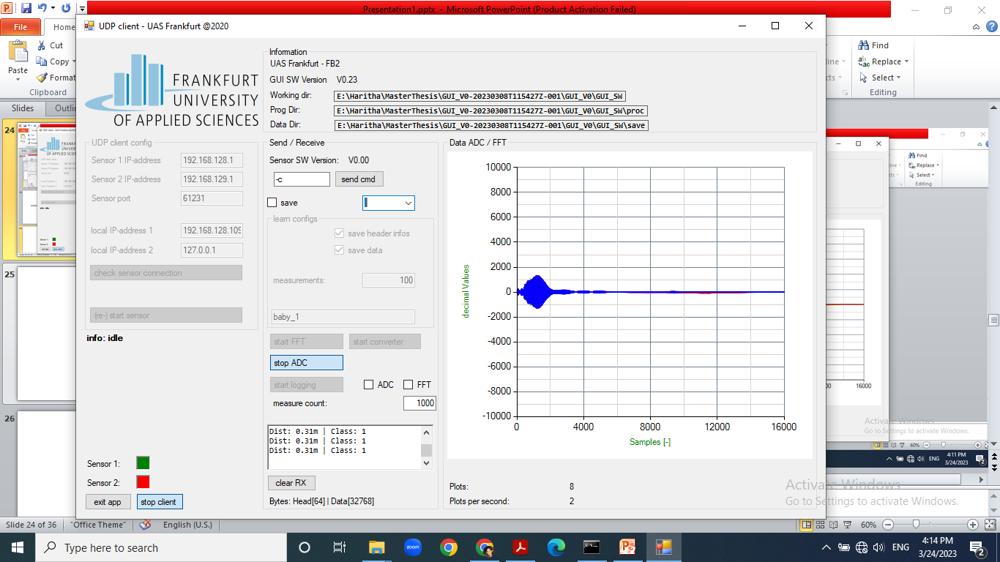 Presentation1.pptx - Microsoft PowerPoint (Product Activation Failed)
File
Home
UDP client - UAS Frankfurt @2020
Paste
Cut
Copy
Format
Clipboard
Find
Replace
Select
Editing
Slides
Outlin
24
25
26
FRANKFURT
UNIVERSITY
OF APPLIED SCIENCES
Information
UAS Frankfurt - FB2
GUI SW Version V0.23
Working dir: E:\Haritha\MasterThesis\GUI_V0-20230308T115427Z-001\GUI_V0\GUI_SW
Prog Dir: E:\Haritha\MasterThesis\GUI_V0-20230308T115427Z-001\GUI_V0\GUI_SW\proc
Data Dir: E:\Haritha\MasterThesis\GUI_V0-20230308T115427Z-001\GUI_V0\GUI_SW\save
UDP client config
Sensor 1 IP-address 192.168.128.1
Sensor 2 IP-address 192.168.129.1
Sensor port 61231
local IP-address 1 192.168.128.109
local IP-address 2 127.0.0.1
check sensor connection
(re-) start sensor
info: idle
Sensor 1:
Sensor 2:
exit app stop client
Send / Receive
Sensor SW Version: V0.00
-c send cmd
save
learn configs
save header infos
save data
measurements: 100
baby_1
start FFT start converter
stop ADC
start logging ADC FFT
measure count: 1000
Dist: 0.31m | Class: 1
Dist: 0.31m | Class: 1
Dist: 0.31m | Class: 1
clear RX
Bytes: Head[64] | Data[32768]
Data ADC / FFT
10000
8000
6000
4000
2000
0
-2000
-4000
-6000
-8000
-10000
decimal Values
0 4000 8000 12000 16000
Samples [-]
Plots: 8
Plots per second: 2
Find
Replace
Select
Editing
16000
Activate Windows
Go to Settings to activate Windows.
60%
ENG
4:11 PM
3/24/2023
2
Activate Windows
Go to Settings to activate Windows.
Slide 24 of 36 "Office Theme" English (U.S.) 60%
Type here to search
zoom
ENG
4:14 PM
3/24/2023
2